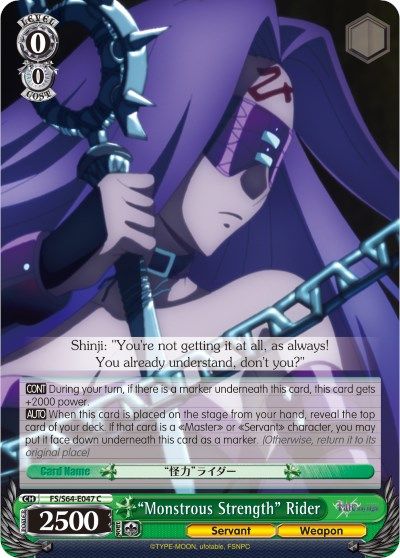 LEVEL
0
0
COST
Shinji: "You're not getting it at all, as always!
You already understand, don't you?"
CONT During your turn, if there is a marker underneath this card, this card gets
+2000 power.
AUTO When this card is placed on the stage from your hand, reveal the top
card of your deck. If that card is a «Master» or «Servant» character, you may
put it face down underneath this card as a marker. (Otherwise, return it to its
original position)
Card Name
“怪力”ライダー
CH
FS/S64-E047 C
"Monstrous Strength" Rider
2500
Servant
Weapon
©TYPE-MOON, ufotable, FSNPC